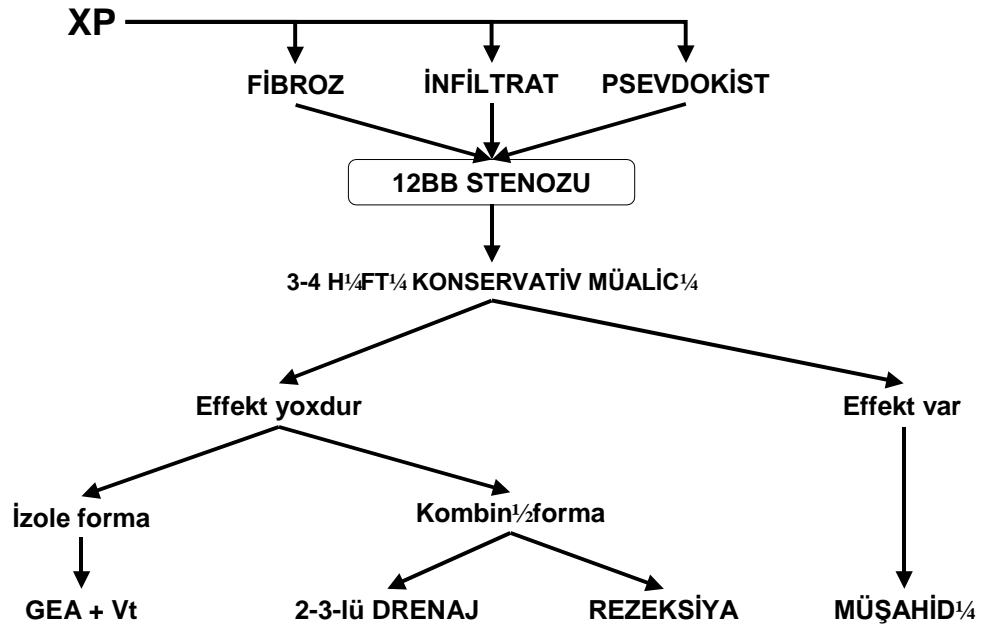 XP
FİBROZ
İNFİLTRAT
PSEVDOKİST
12BB STENOZU
3-4 H¼FT¼ KONSERVATİV MÜALİC¼
Effekt yoxdur
Effekt var
İzole forma
Kombin½forma
GEA + Vt
2-3-lü DRENAJ
REZEKSİYA
MÜŞAHİD¼